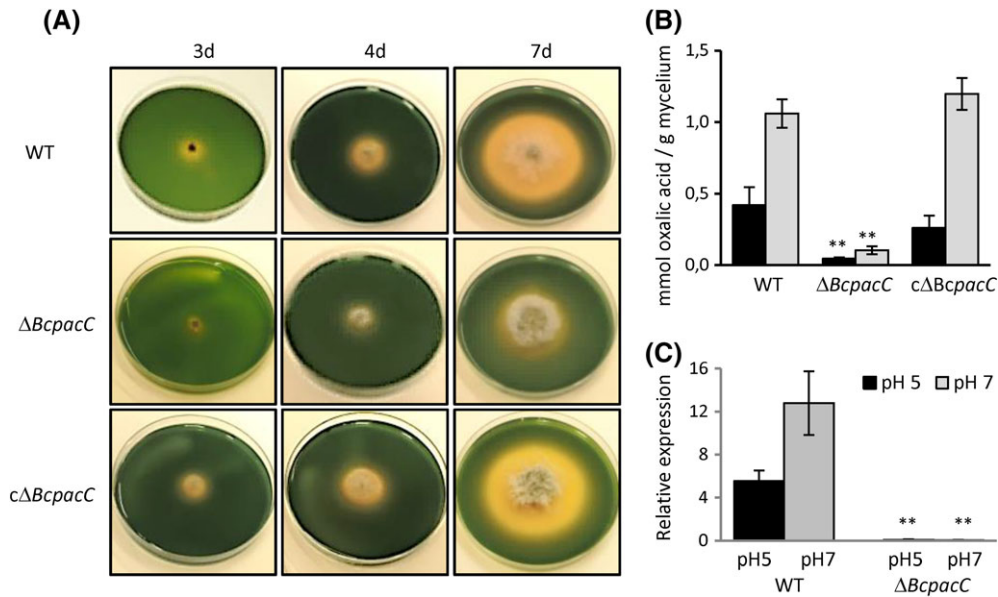 (A)
3d 4d 7d
WT
ΔBcpacC
cΔBcpacC
(B)
mmol oxalic acid / g mycelium
1,5
1,0
0,5
0,0
** **
WT ΔBcpacC cΔBcpacC
(C)
Relative expression
16
12
8
4
0
pH 5 pH 7
** **
pH5 pH7 pH5 pH7
WT ΔBcpacC